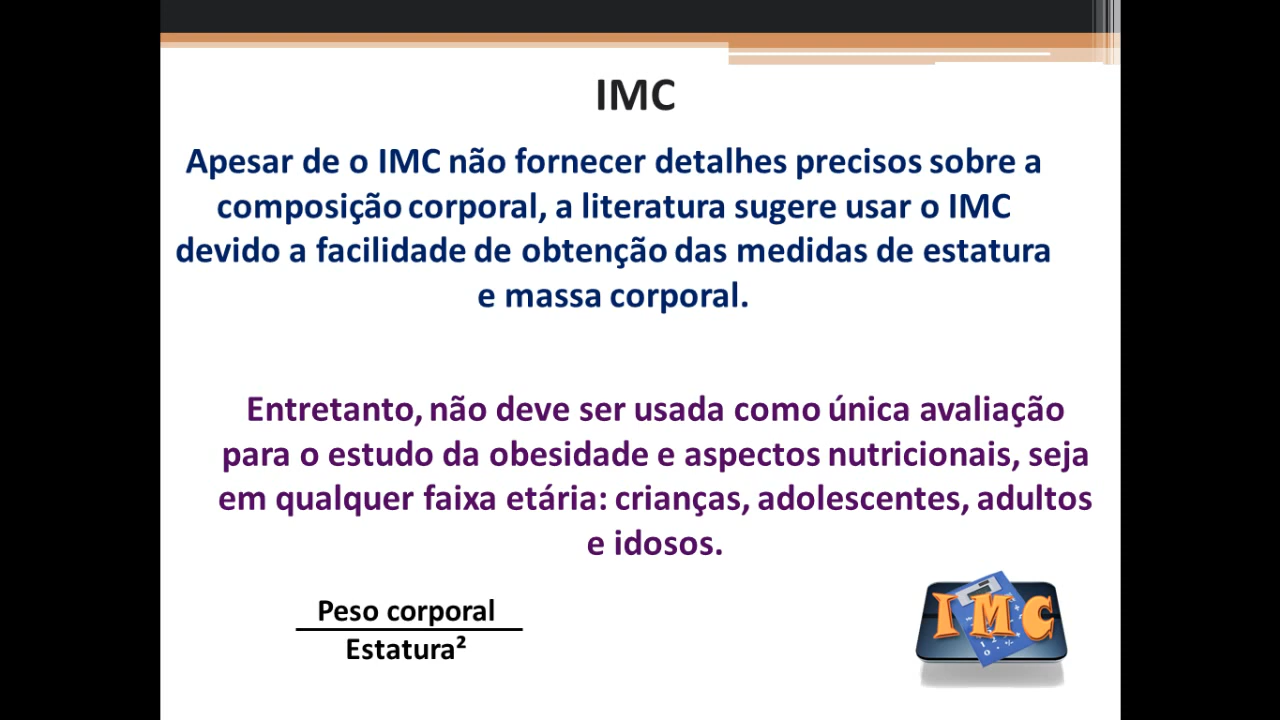 IMC
Apesar de o IMC não fornecer detalhes precisos sobre a
composição corporal, a literatura sugere usar o IMC
devido a facilidade de obtenção das medidas de estatura
e massa corporal.
Entretanto, não deve ser usada como única avaliação
para o estudo da obesidade e aspectos nutricionais, seja
em qualquer faixa etária: crianças, adolescentes, adultos
e idosos.
Peso corporal
Estatura²
IMC